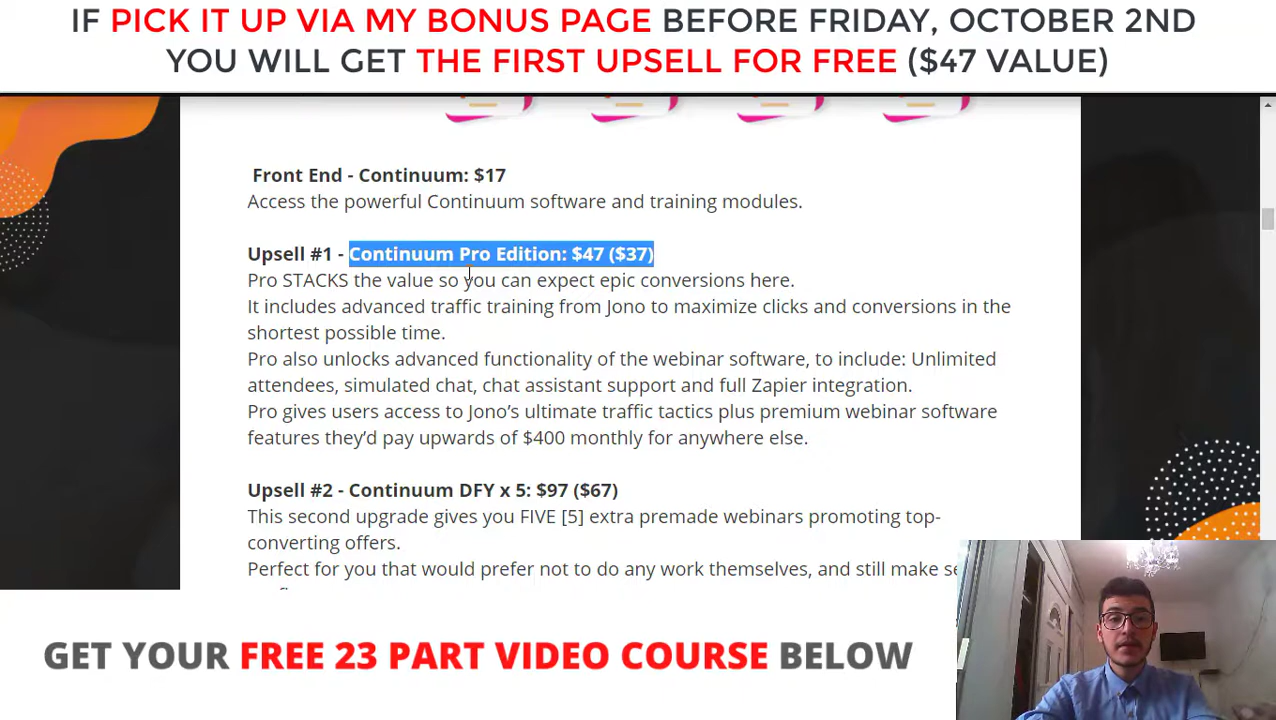 IF PICK IT UP VIA MY BONUS PAGE BEFORE FRIDAY, OCTOBER 2ND
YOU WILL GET THE FIRST UPSELL FOR FREE ($47 VALUE)
Front End - Continuum: $17
Access the powerful Continuum software and training modules.
Upsell #1 - Continuum Pro Edition: $47 ($37)
Pro STACKS the value so you can expect epic conversions here.
It includes advanced traffic training from Jono to maximize clicks and conversions in the
shortest possible time.
Pro also unlocks advanced functionality of the webinar software, to include: Unlimited
attendees, simulated chat, chat assistant support and full Zapier integration.
Pro gives users access to Jono's ultimate traffic tactics plus premium webinar software
features they'd pay upwards of $400 monthly for anywhere else.
Upsell #2 - Continuum DFY x 5: $97 ($67)
This second upgrade gives you FIVE [5] extra premade webinars promoting top-
converting offers.
Perfect for you that would prefer not to do any work themselves, and still make
GET YOUR FREE 23 PART VIDEO COURSE BELOW